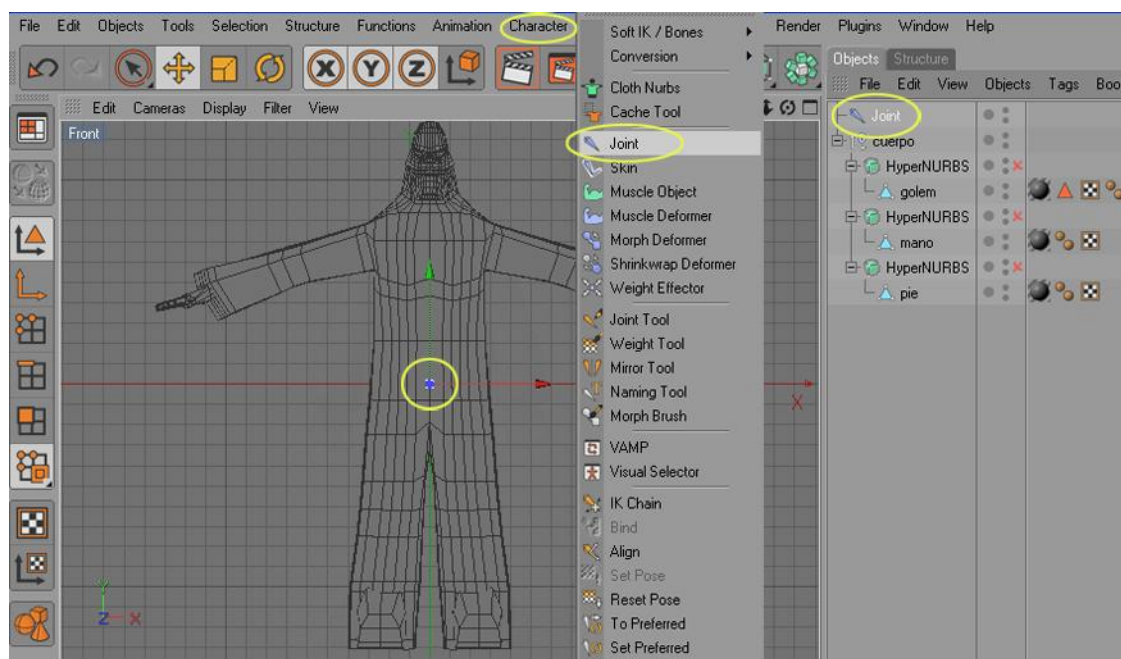 File Edit Objects Tools Selection Structure Functions Animation Character Render Plugins Window Help
Edit Cameras Display Filter View
Front
X
Y
Z X
X Y Z
Soft IK / Bones
Conversion
Cloth Nurbs
Cache Tool
Joint
Skin
Muscle Object
Muscle Deformer
Morph Deformer
Shrinkwrap Deformer
Weight Effector
Joint Tool
Weight Tool
Mirror Tool
Naming Tool
Morph Brush
VAMP
Visual Selector
IK Chain
Bind
Align
Set Pose
Reset Pose
To Preferred
Set Preferred
Objects Structure
File Edit View Objects Tags Boo
Joint
cuerpo
HyperNURBS
golem
HyperNURBS
mano
HyperNURBS
pie